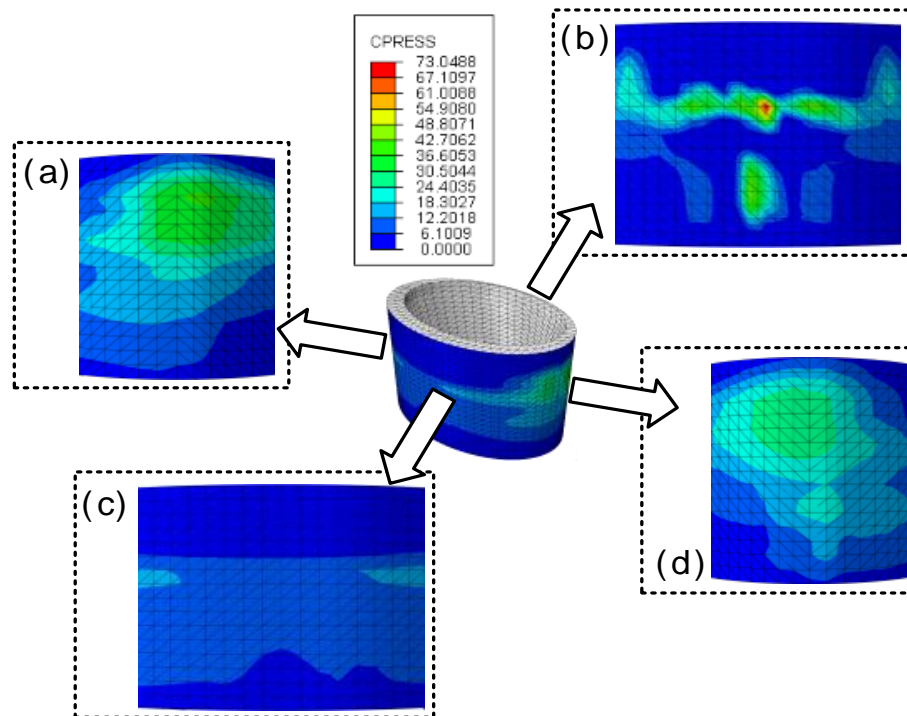 (b)
CPRESS
73.0488
67.1097
61.0088
54.9080
48.8071
42.7062
36.6053
30.5044
24.4035
18.3027
12.2018
6.1009
0.0000
(a)
(c)
(d)